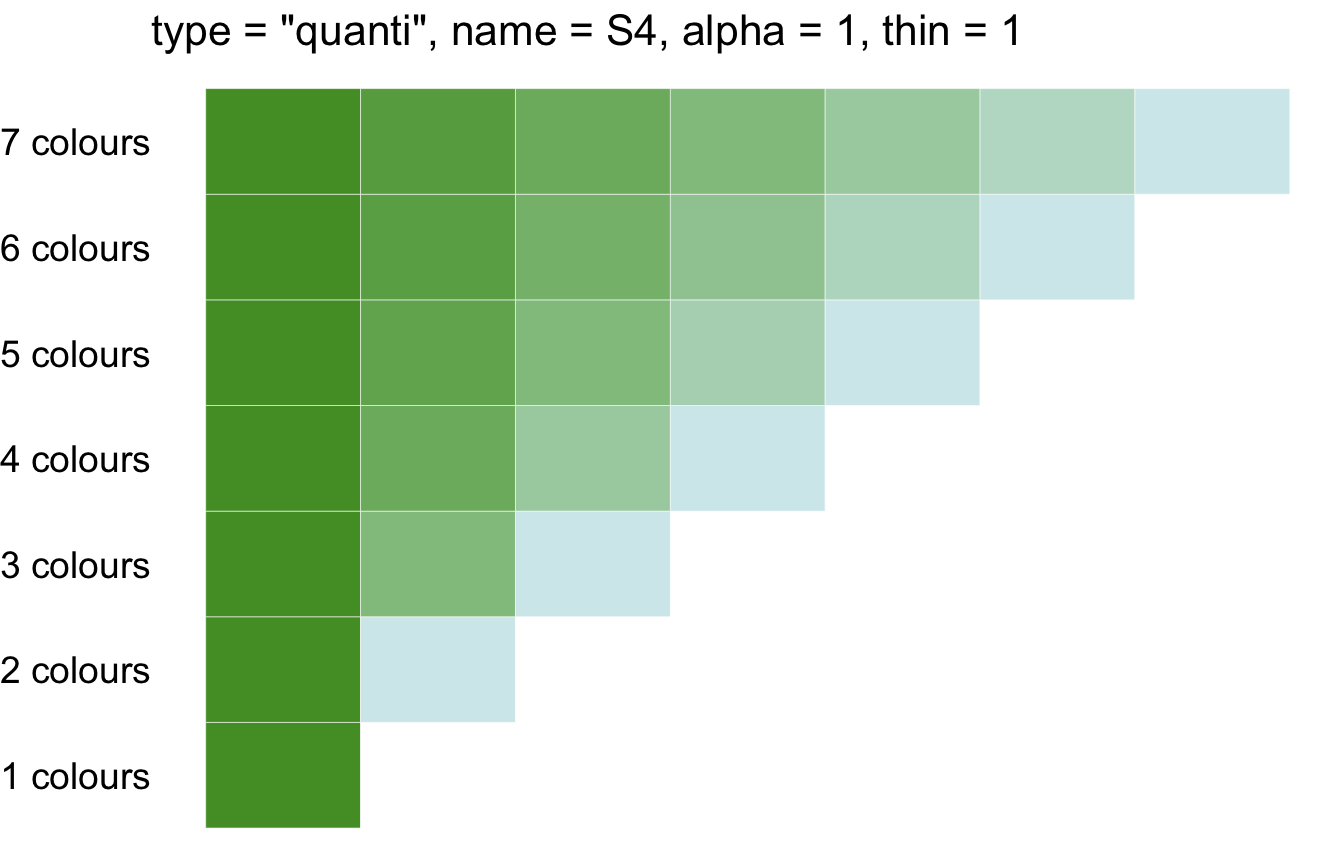 type = "quanti", name = S4, alpha = 1, thin = 1
7 colours
6 colours
5 colours
4 colours
3 colours
2 colours
1 colours